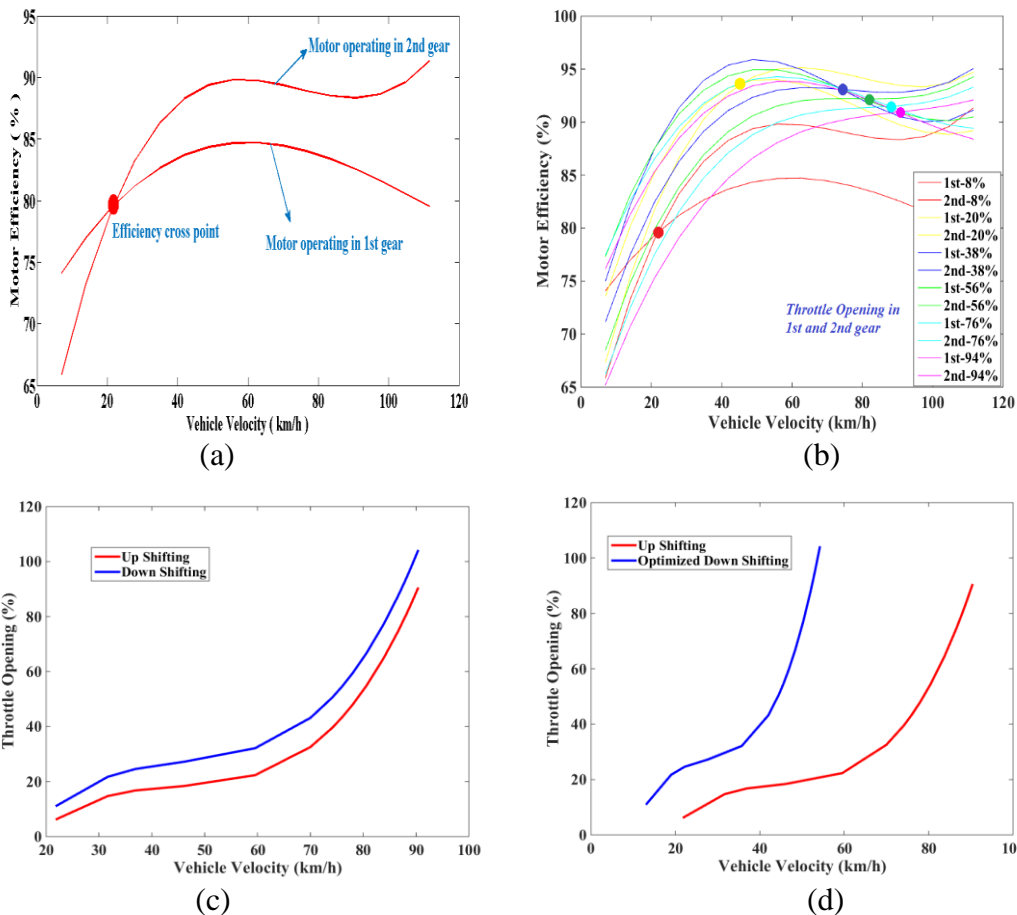 95
90
85
80
75
70
65
0
20
40
60
80
100
120
Motor Efficiency ( %)
Vehicle Velocity ( km/h )
Motor operating in 2nd gear
Efficiency cross point
Motor operating in 1st gear
(a)
100
95
90
85
80
75
70
65
0
20
40
60
80
100
120
Motor Efficiency (%)
Vehicle Velocity (km/h)
Throttle Opening in
1st and 2nd gear
1st-8%
2nd-8%
1st-20%
2nd-20%
1st-38%
2nd-38%
1st-56%
2nd-56%
1st-76%
2nd-76%
1st-94%
2nd-94%
(b)
120
100
80
60
40
20
0
20
30
40
50
60
70
80
90
100
Throttle Opening (%)
Vehicle Velocity (km/h)
Up Shifting
Down Shifting
(c)
120
100
80
60
40
20
0
0
20
40
60
80
10
Throttle Opening (%)
Vehicle Velocity (km/h)
Up Shifting
Optimized Down Shifting
(d)